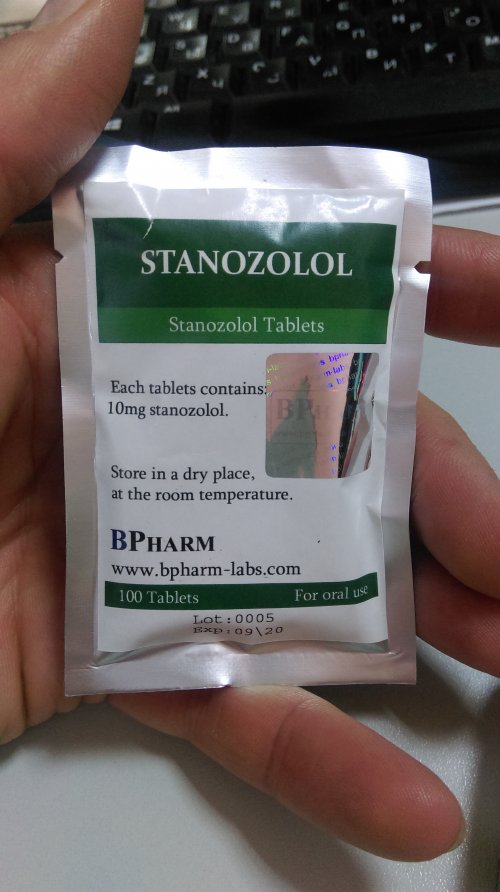 STANOZOLOL
Stanozolol Tablets
Each tablets contains:
10mg stanozolol.
BP
Store in a dry place,
at the room temperature.
BPHARM
www.bpharm-labs.com
100 Tablets
For oral use
Lot:0005
Exp:09\20